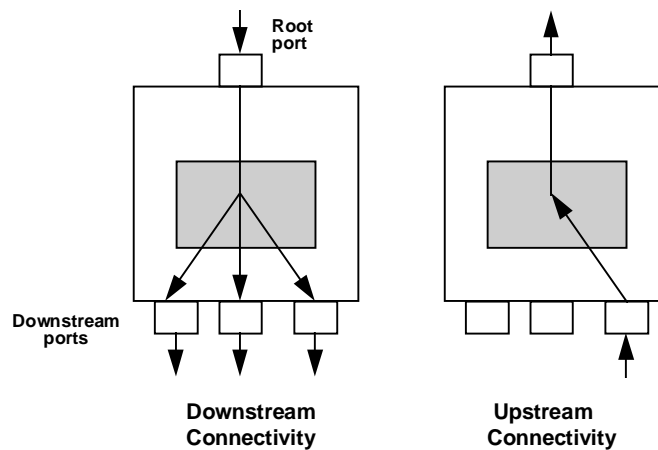 Root
port
Downstream
ports
Downstream
Connectivity
Upstream
Connectivity